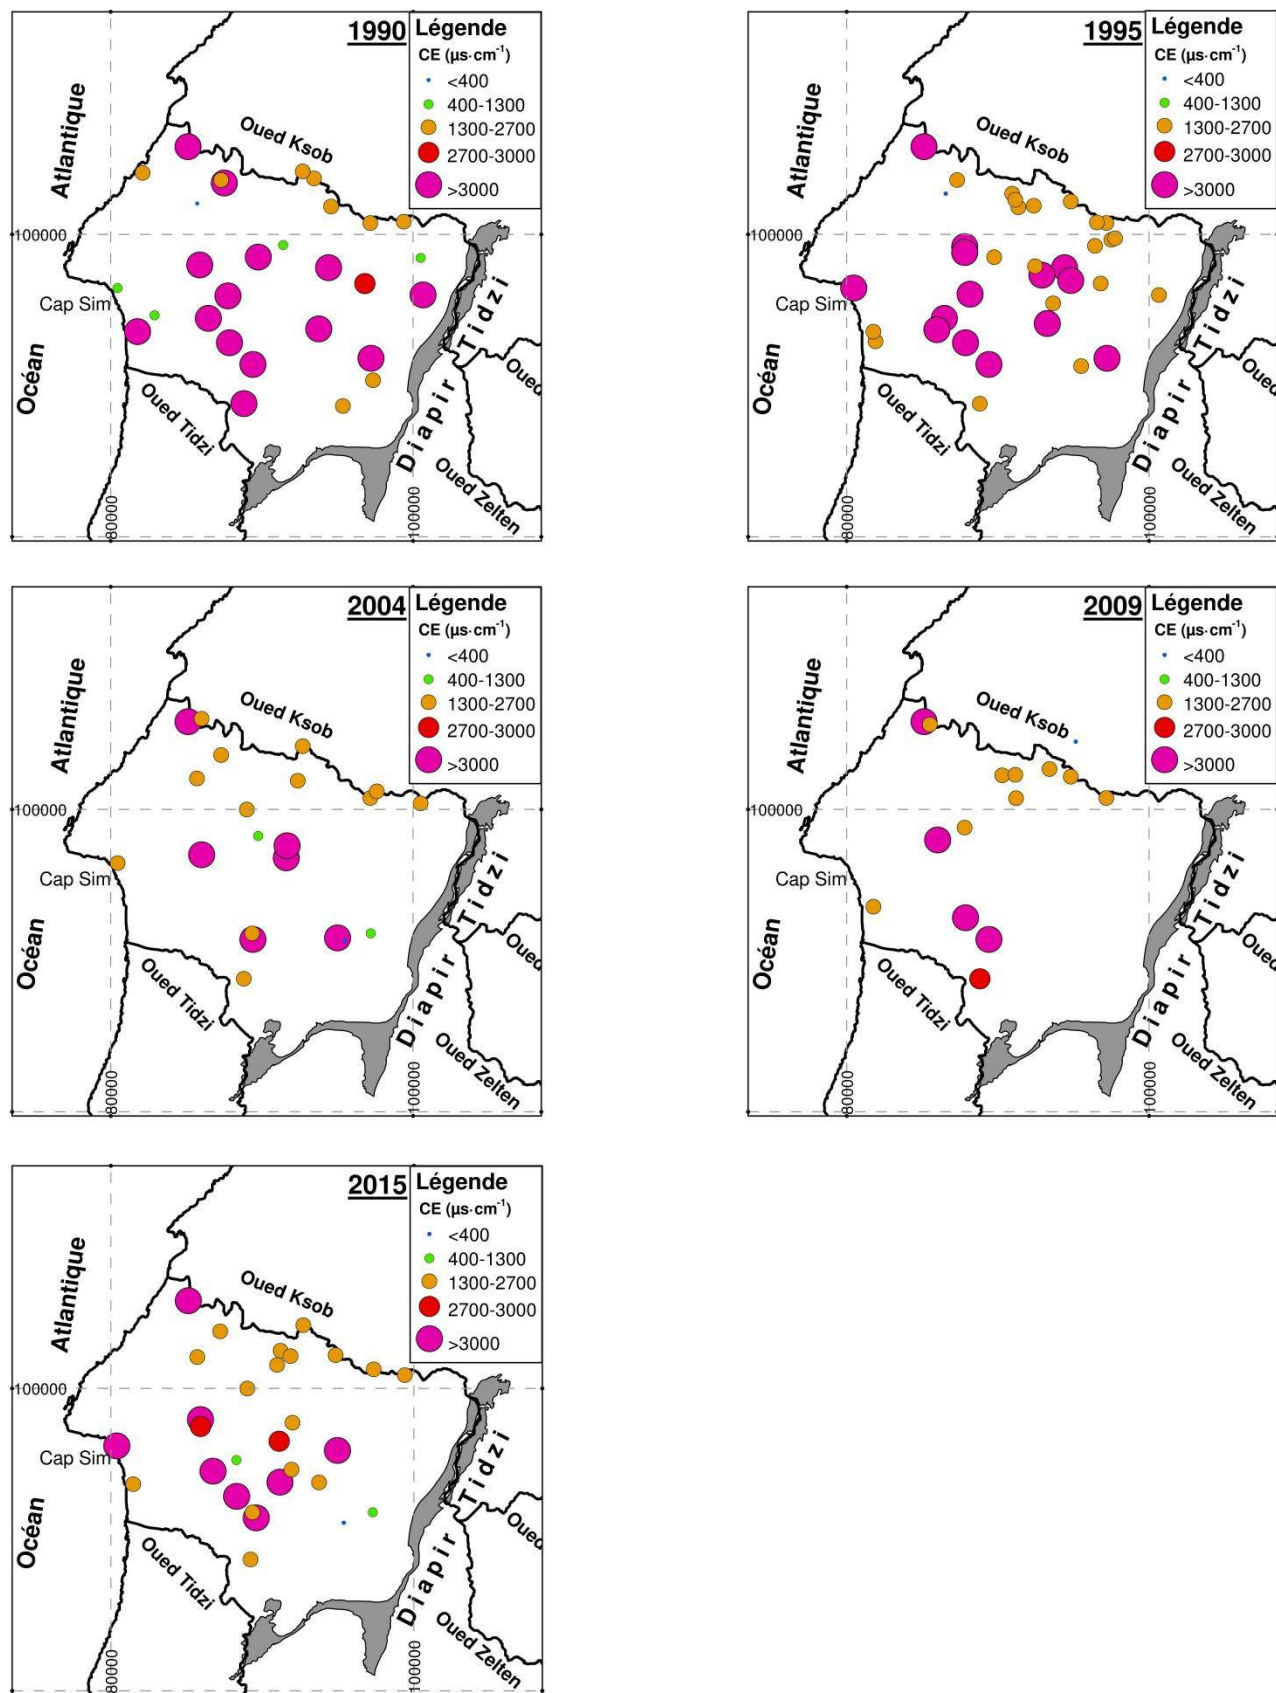 1990
Légende
CE (µs·cm⁻¹)
<400
400-1300
1300-2700
2700-3000
>3000
Atlantique
Oued Ksob
100000
Cap Sim
Océan
Oued Tidzi
Diapir Tidzi
Oued
Oued Zelten
80000
100000
1995
Légende
CE (µs·cm⁻¹)
<400
400-1300
1300-2700
2700-3000
>3000
Atlantique
Oued Ksob
100000
Cap Sim
Océan
Oued Tidzi
Diapir Tidzi
Oued
Oued Zelten
80000
100000
2004
Légende
CE (µs·cm⁻¹)
<400
400-1300
1300-2700
2700-3000
>3000
Atlantique
Oued Ksob
100000
Cap Sim
Océan
Oued Tidzi
Diapir Tidzi
Oued
Oued Zelten
80000
100000
2009
Légende
CE (µs·cm⁻¹)
<400
400-1300
1300-2700
2700-3000
>3000
Atlantique
Oued Ksob
100000
Cap Sim
Océan
Oued Tidzi
Diapir Tidzi
Oued
Oued Zelten
80000
100000
2015
Légende
CE (µs·cm⁻¹)
<400
400-1300
1300-2700
2700-3000
>3000
Atlantique
Oued Ksob
100000
Cap Sim
Océan
Oued Tidzi
Diapir Tidzi
Oued
Oued Zelten
80000
100000